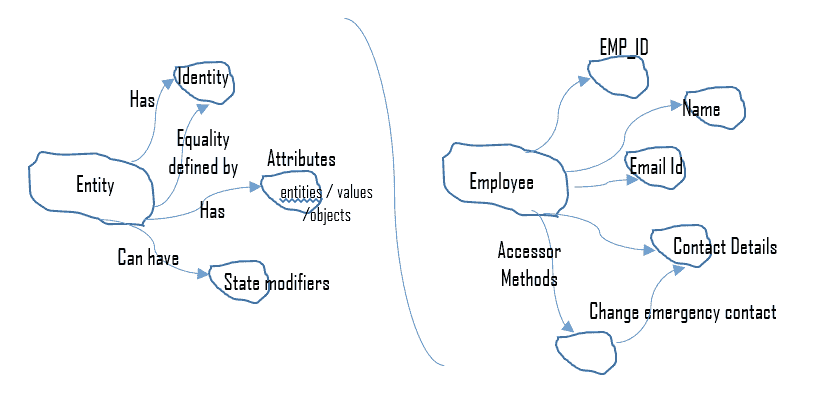 Identity
Has
Equality
defined by
Attributes
Entity
entities / values
/objects
Has
Can have
State modifiers
EMP_ID
Name
Email Id
Employee
Contact Details
Accessor
Methods
Change emergency contact